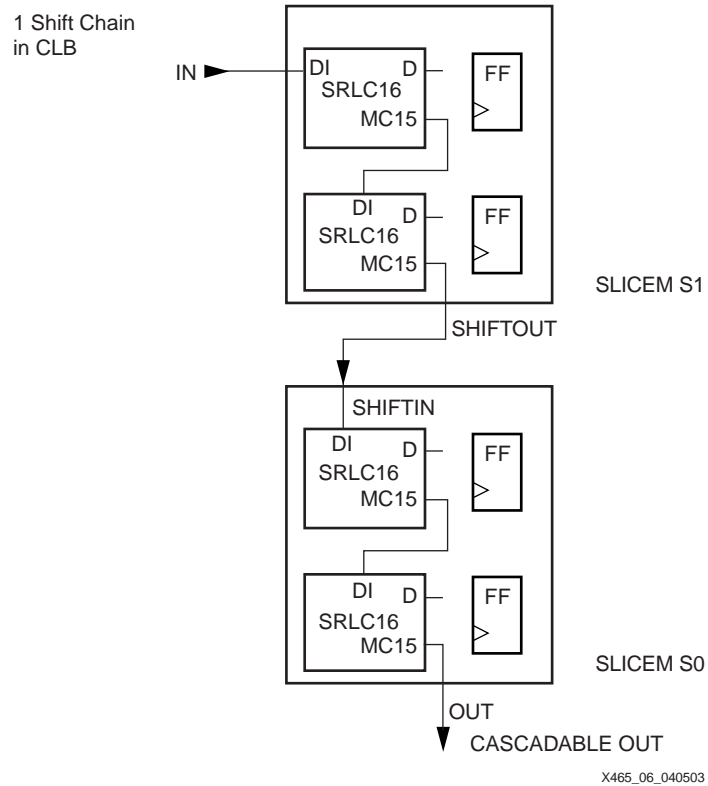 1 Shift Chain
in CLB
IN
DI D
SRLC16
MC15
FF
DI D
SRLC16
MC15
FF
SLICEM S1
SHIFTOUT
SHIFTIN
DI D
SRLC16
MC15
FF
DI D
SRLC16
MC15
FF
SLICEM S0
OUT
CASCADABLE OUT
X465_06_040503